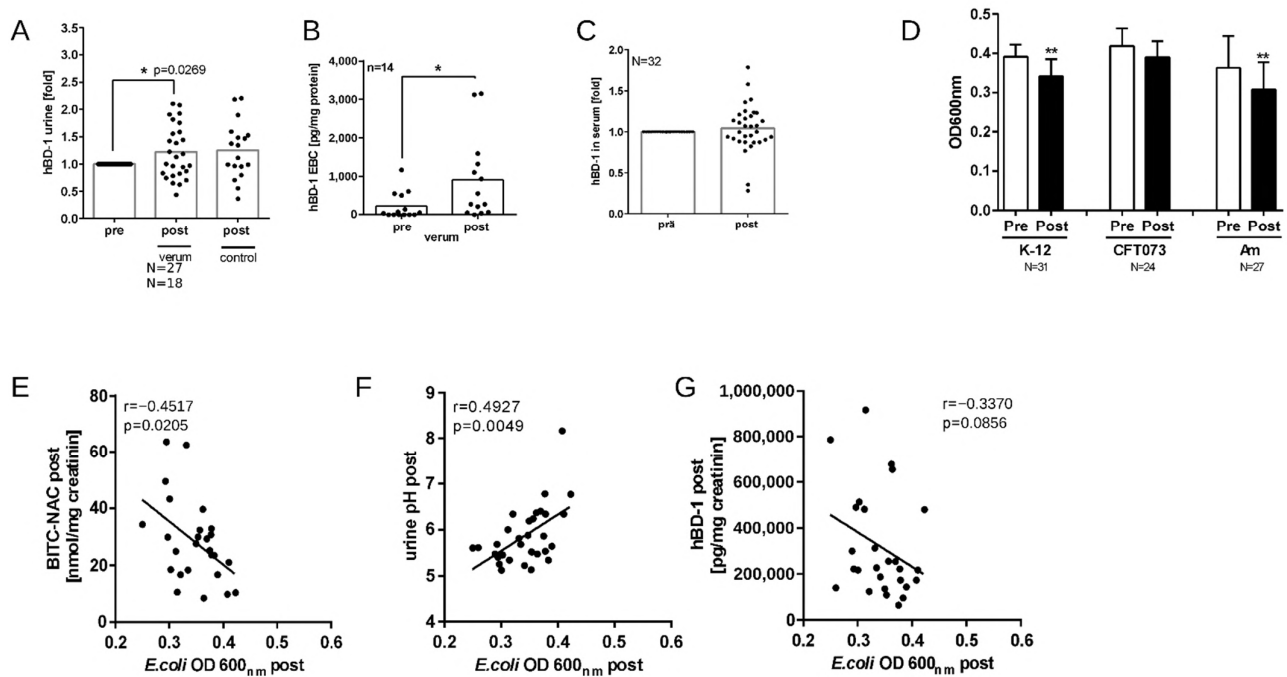 A
hBD-1 urine [fold]
3.5
3.0
2.5
2.0
1.5
1.0
0.5
0.0
* p=0.0269
pre post post
verum control
N=27
N=18
B
hBD-1 EBC [pg/mg protein]
4,000
3,000
2,000
1,000
0
n=14
*
pre post
verum
C
hBD-1 in serum [fold]
2.0
1.5
1.0
0.5
0.0
N=32
prä post
D
OD600nm
0.5
0.4
0.3
0.2
0.1
0.0
** **
Pre Post Pre Post Pre Post
K-12 CFT073 Am
N=31 N=24 N=27
E
BITC-NAC post
[nmol/mg creatinin]
80
60
40
20
0
r=−0.4517
p=0.0205
0.2 0.3 0.4 0.5 0.6
E.coli OD 600nm post
F
urine pH post
9
8
7
6
5
4
r=0.4927
p=0.0049
0.2 0.3 0.4 0.5 0.6
E.coli OD 600nm post
G
hBD-1 post
[pg/mg creatinin]
1,000,000
800,000
600,000
400,000
200,000
0
r=−0.3370
p=0.0856
0.2 0.3 0.4 0.5 0.6
E.coli OD 600nm post